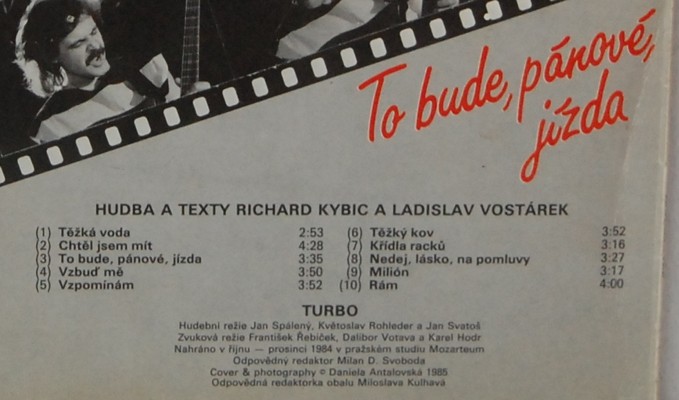 To bude, pánové,
jízda
HUDBA A TEXTY RICHARD KYBIC A LADISLAV VOSTÁREK
(1) Těžká voda 2:53 (6) Těžký kov 3:52
(2) Chtěl jsem mít 4:28 (7) Křídla racků 3:16
(3) To bude, pánové, jízda 3:35 (8) Nedej, lásko, na pomluvy 3:27
(4) Vzbuď mě 3:50 (9) Milión 3:17
(5) Vzpomínám 3:52 (10) Rám 4:00
TURBO
Hudební režie Jan Spálený, Květoslav Rohleder a Jan Svatoš
Zvuková režie František Řebíček, Dalibor Votava a Karel Hodr
Nahráno v říjnu — prosinci 1984 v pražském studiu Mozarteum
Odpovědný redaktor Milan D. Svoboda
Cover & photography © Daniela Antalovská 1985
Odpovědná redaktorka obalu Miloslava Kulhavá